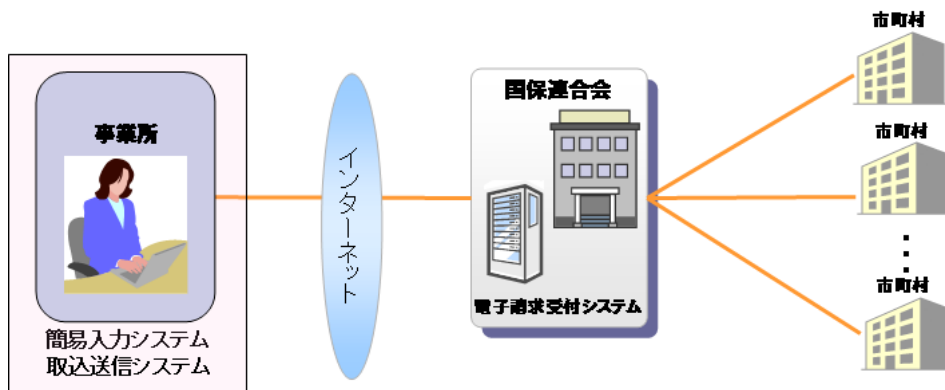 事業所
簡易入力システム
取込送信システム
インターネット
国保連合会
電子請求受付システム
市町村
市町村
市町村